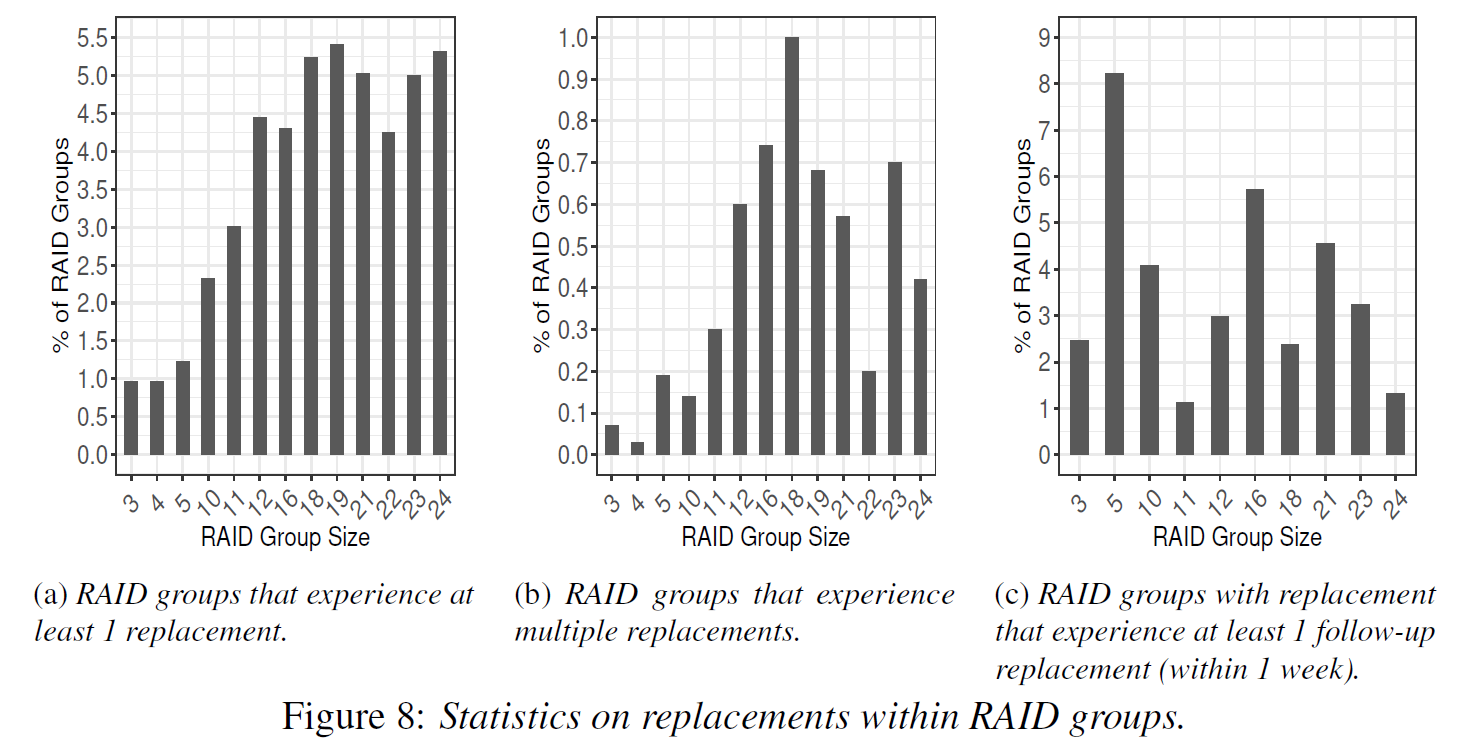 % of RAID Groups
5.5
5.0
4.5
4.0
3.5
3.0
2.5
2.0
1.5
1.0
0.5
0.0
3 4 5 10 11 12 16 18 19 21 22 23 24
RAID Group Size
(a) RAID groups that experience at
least 1 replacement.
% of RAID Groups
1.0
0.9
0.8
0.7
0.6
0.5
0.4
0.3
0.2
0.1
0.0
3 4 5 10 11 12 16 18 19 21 22 23 24
RAID Group Size
(b) RAID groups that experience
multiple replacements.
% of RAID Groups
9
8
7
6
5
4
3
2
1
0
3 5 10 11 12 16 18 21 23 24
RAID Group Size
(c) RAID groups with replacement
that experience at least 1 follow-up
replacement (within 1 week).
Figure 8: Statistics on replacements within RAID groups.